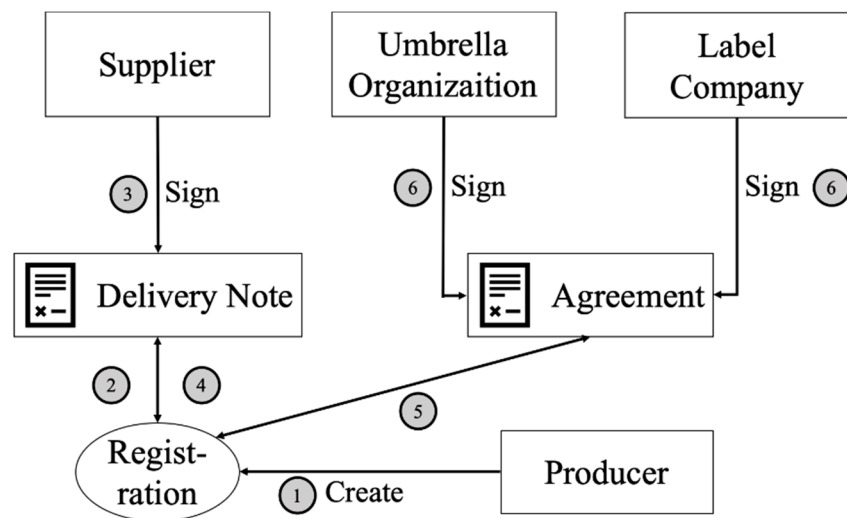 Supplier
Umbrella
Organizaition
Label
Company
3 Sign
6 Sign
Sign 6
Delivery Note
Agreement
2 4
5
Regist-
ration
1 Create
Producer